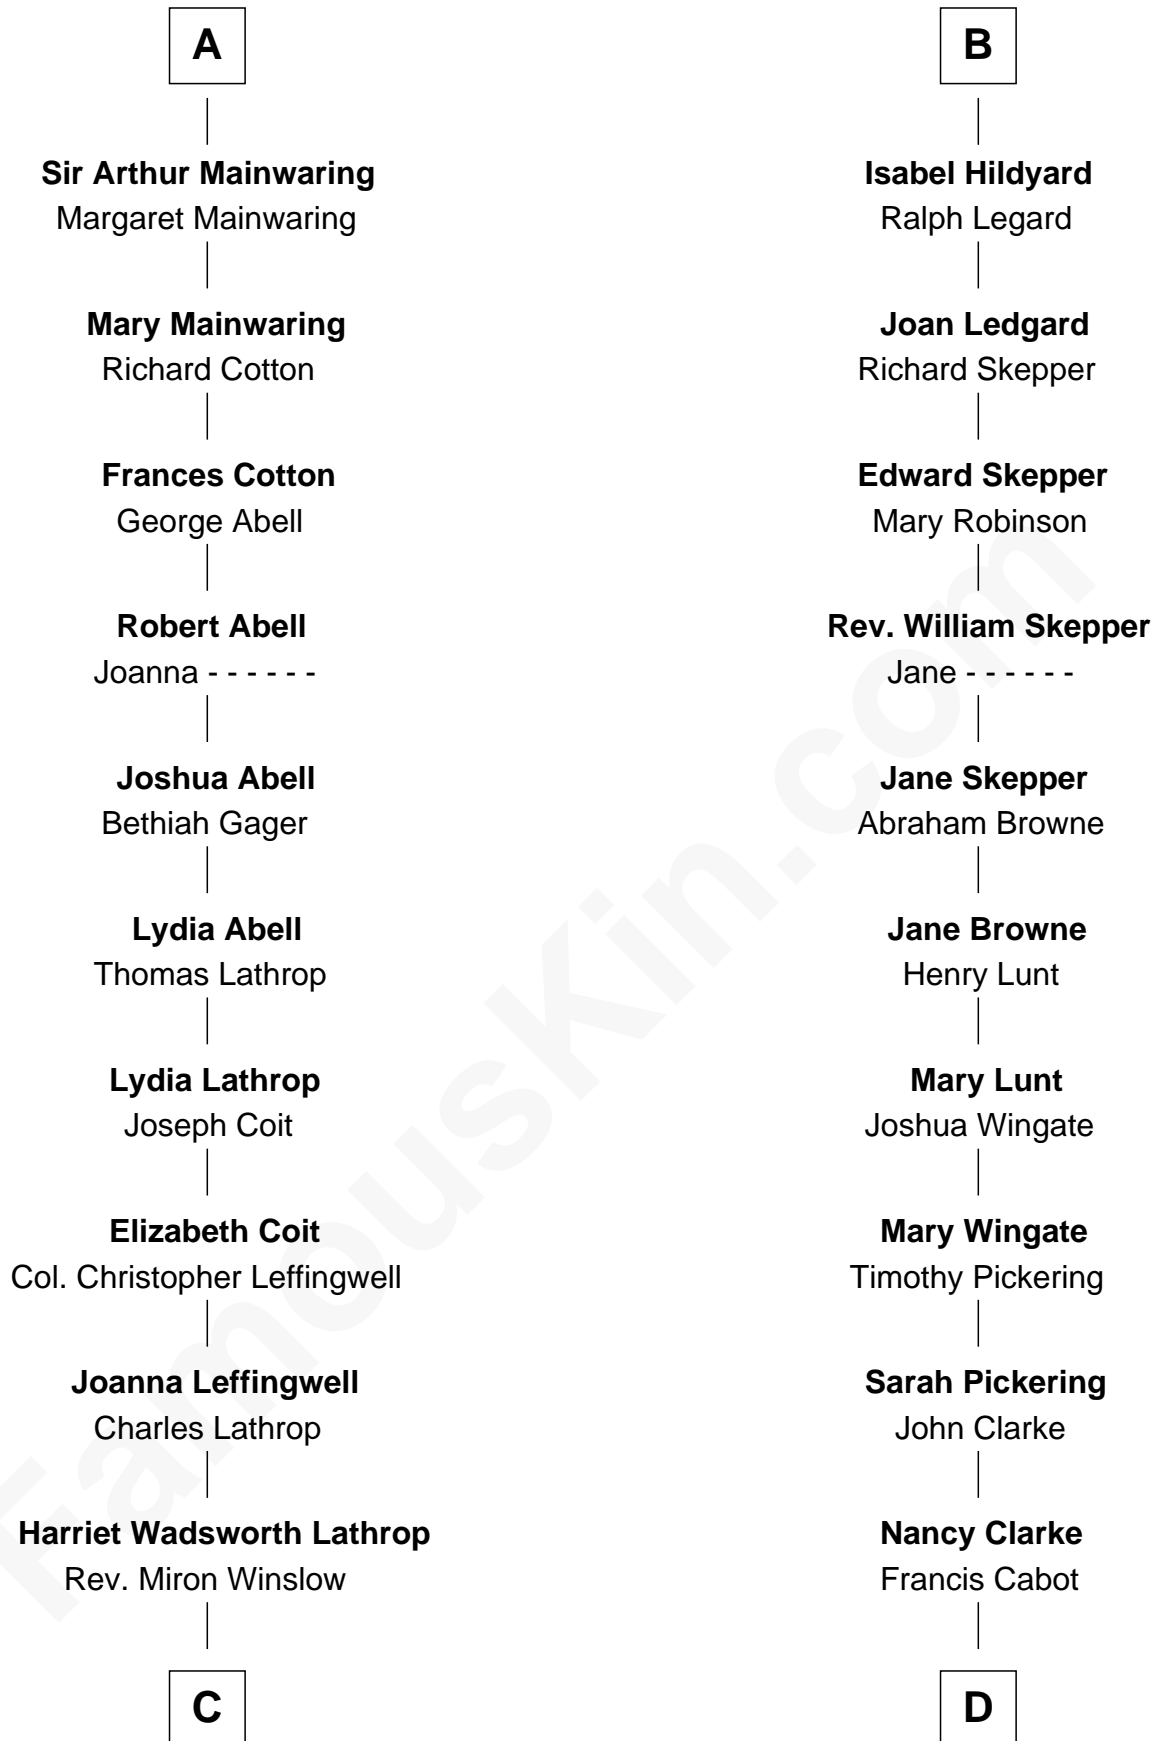 A
Sir Arthur Mainwaring
Margaret Mainwaring
Mary Mainwaring
Richard Cotton
Frances Cotton
George Abell
Robert Abell
Joanna - - - - - -
Joshua Abell
Bethiah Gager
Lydia Abell
Thomas Lathrop
Lydia Lathrop
Joseph Coit
Elizabeth Coit
Col. Christopher Leffingwell
Joanna Leffingwell
Charles Lathrop
Harriet Wadsworth Lathrop
Rev. Miron Winslow
C
B
Isabel Hildyard
Ralph Legard
Joan Ledgard
Richard Skepper
Edward Skepper
Mary Robinson
Rev. William Skepper
Jane - - - - - -
Jane Skepper
Abraham Browne
Jane Browne
Henry Lunt
Mary Lunt
Joshua Wingate
Mary Wingate
Timothy Pickering
Sarah Pickering
John Clarke
Nancy Clarke
Francis Cabot
D
FamousKin.com